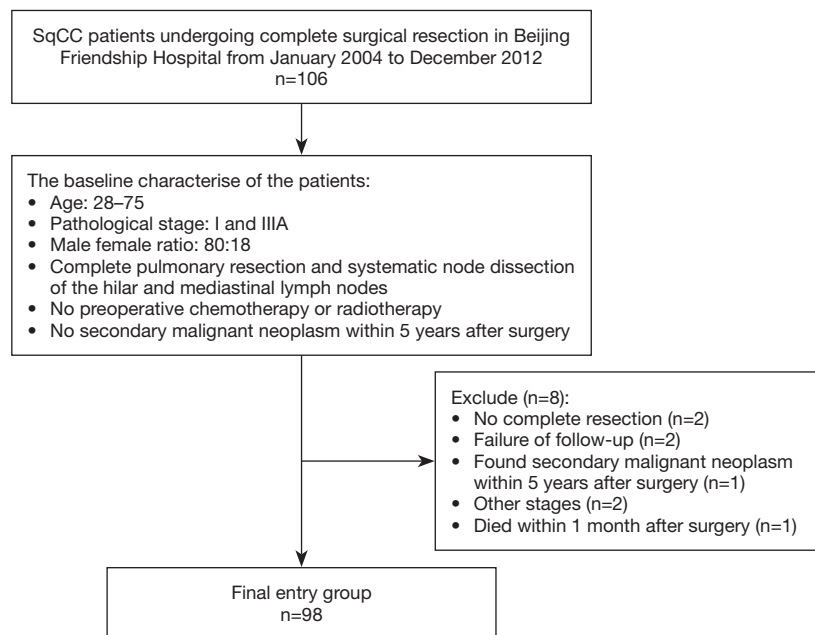 SqCC patients undergoing complete surgical resection in Beijing
Friendship Hospital from January 2004 to December 2012
n=106
The baseline characterise of the patients:
• Age: 28–75
• Pathological stage: I and IIIA
• Male female ratio: 80:18
• Complete pulmonary resection and systematic node dissection
of the hilar and mediastinal lymph nodes
• No preoperative chemotherapy or radiotherapy
• No secondary malignant neoplasm within 5 years after surgery
Exclude (n=8):
• No complete resection (n=2)
• Failure of follow-up (n=2)
• Found secondary malignant neoplasm
within 5 years after surgery (n=1)
• Other stages (n=2)
• Died within 1 month after surgery (n=1)
Final entry group
n=98